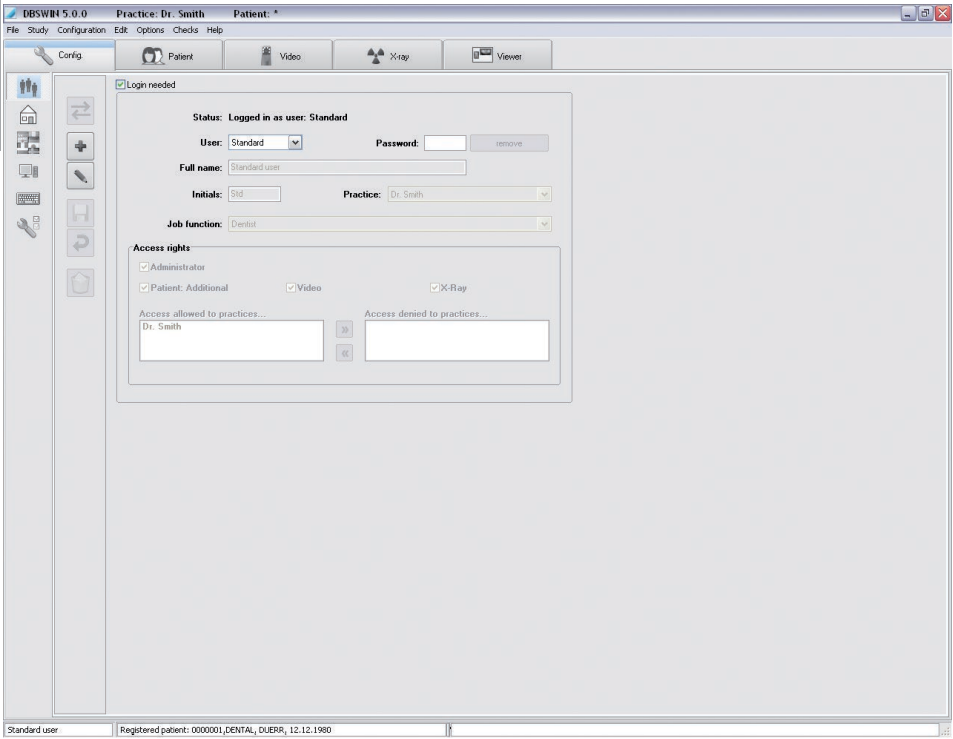 DBSWIN 5.0.0 Practice: Dr. Smith Patient: *
File Study Configuration Edit Options Checks Help
Config. Patient Video X-ray Viewer
Login needed
Status: Logged in as user: Standard
User: Standard Password: remove
Full name: Standard user
Initials: Std Practice: Dr. Smith
Job function: Dentist
Access rights
Administrator
Patient: Additional Video X-Ray
Access allowed to practices... Access denied to practices...
Dr. Smith
Standard user Registered patient: 0000001,DENTAL, DUERR, 12.12.1980